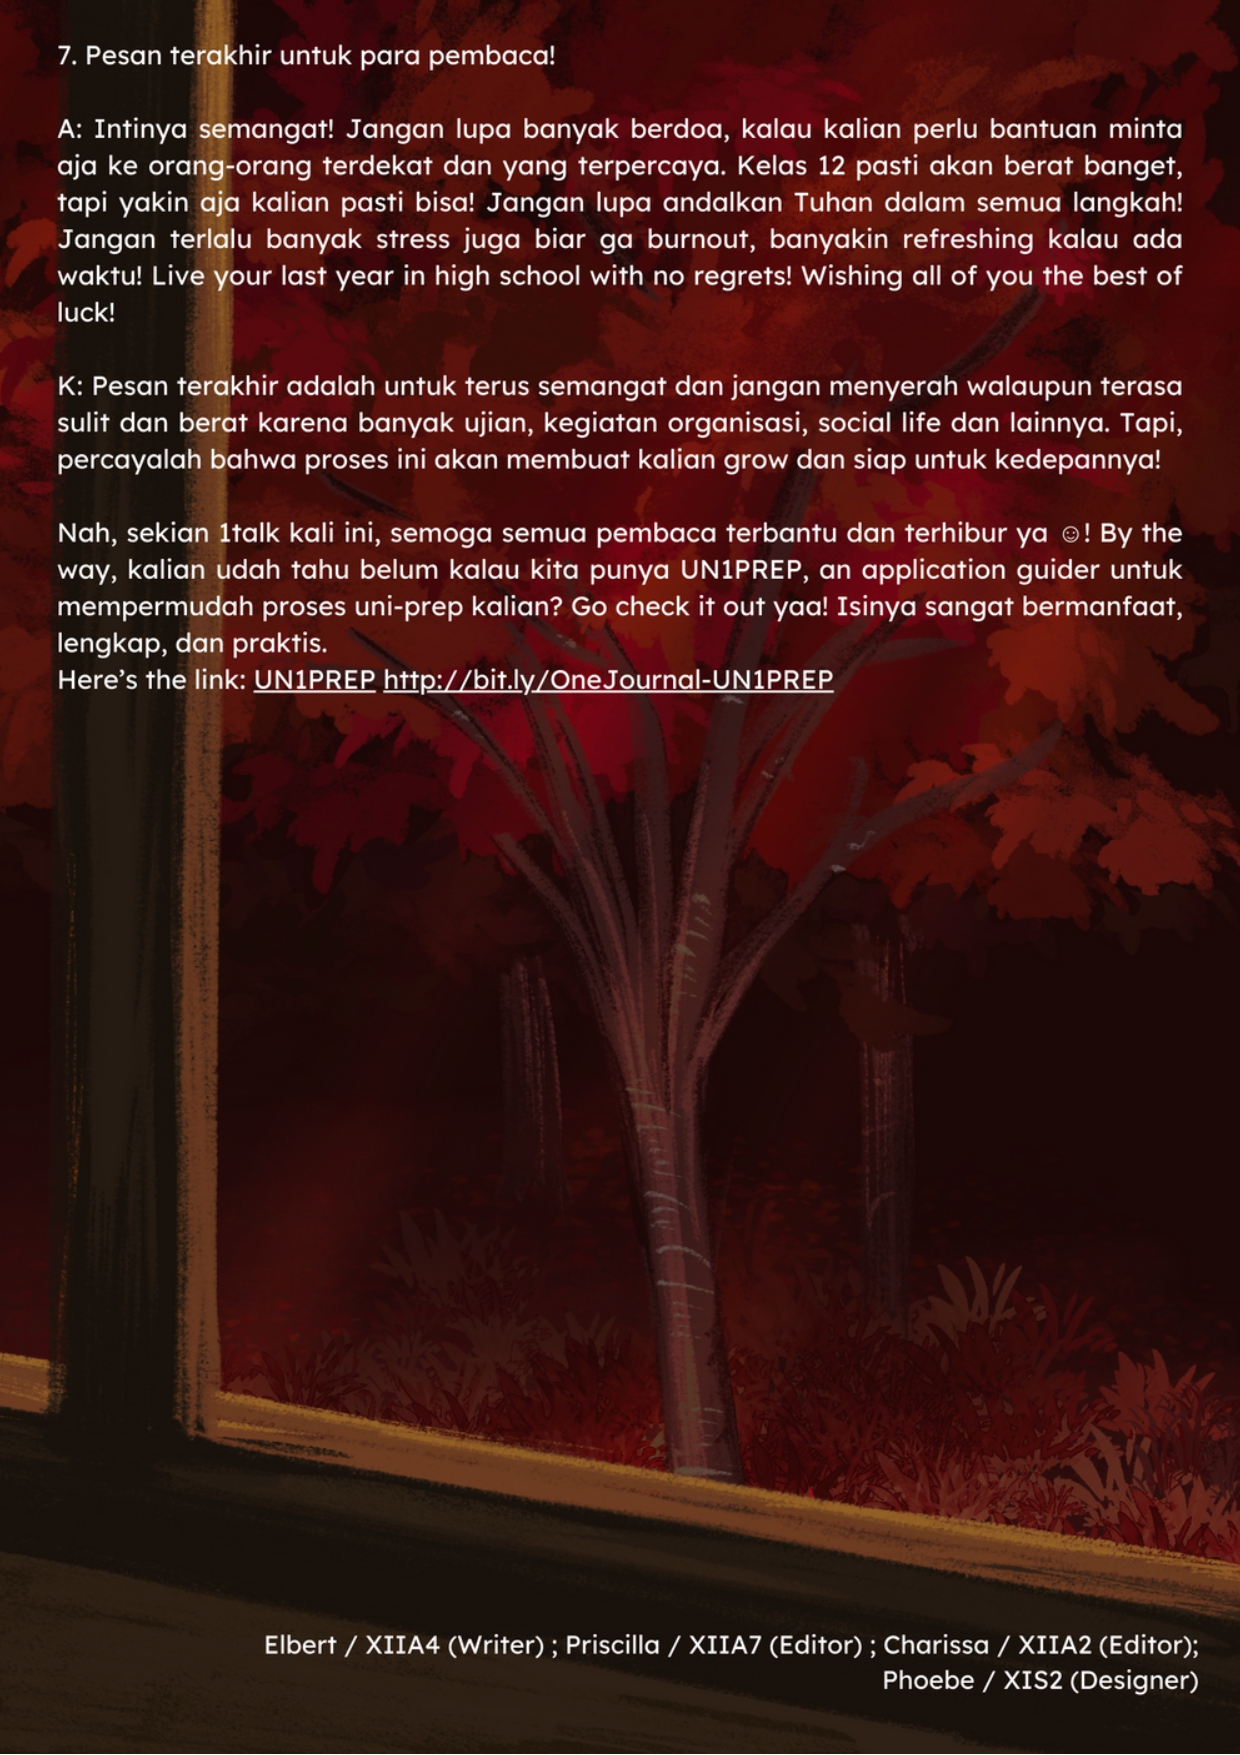 7. Pesan terakhir untuk para pembaca!
A: Intinya semangat! Jangan lupa banyak berdoa, kalau kalian perlu bantuan minta
aja ke orang-orang terdekat dan yang terpercaya. Kelas 12 pasti akan berat banget,
tapi yakin aja kalian pasti bisa! Jangan lupa andalkan Tuhan dalam semua langkah!
Jangan terlalu banyak stress juga biar ga burnout, banyakin refreshing kalau ada
waktu! Live your last year in high school with no regrets! Wishing all of you the best of
luck!
K: Pesan terakhir adalah untuk terus semangat dan jangan menyerah walaupun terasa
sulit dan berat karena banyak ujian, kegiatan organisasi, social life dan lainnya. Tapi,
percayalah bahwa proses ini akan membuat kalian grow dan siap untuk kedepannya!
Nah, sekian 1talk kali ini, semoga semua pembaca terbantu dan terhibur ya ☺! By the
way, kalian udah tahu belum kalau kita punya UN1PREP, an application guider untuk
mempermudah proses uni-prep kalian? Go check it out yaa! Isinya sangat bermanfaat,
lengkap, dan praktis.
Here’s the link: UN1PREP http://bit.ly/OneJournal-UN1PREP
Elbert / XIIA4 (Writer) ; Priscilla / XIIA7 (Editor) ; Charissa / XIIA2 (Editor);
Phoebe / XIS2 (Designer)